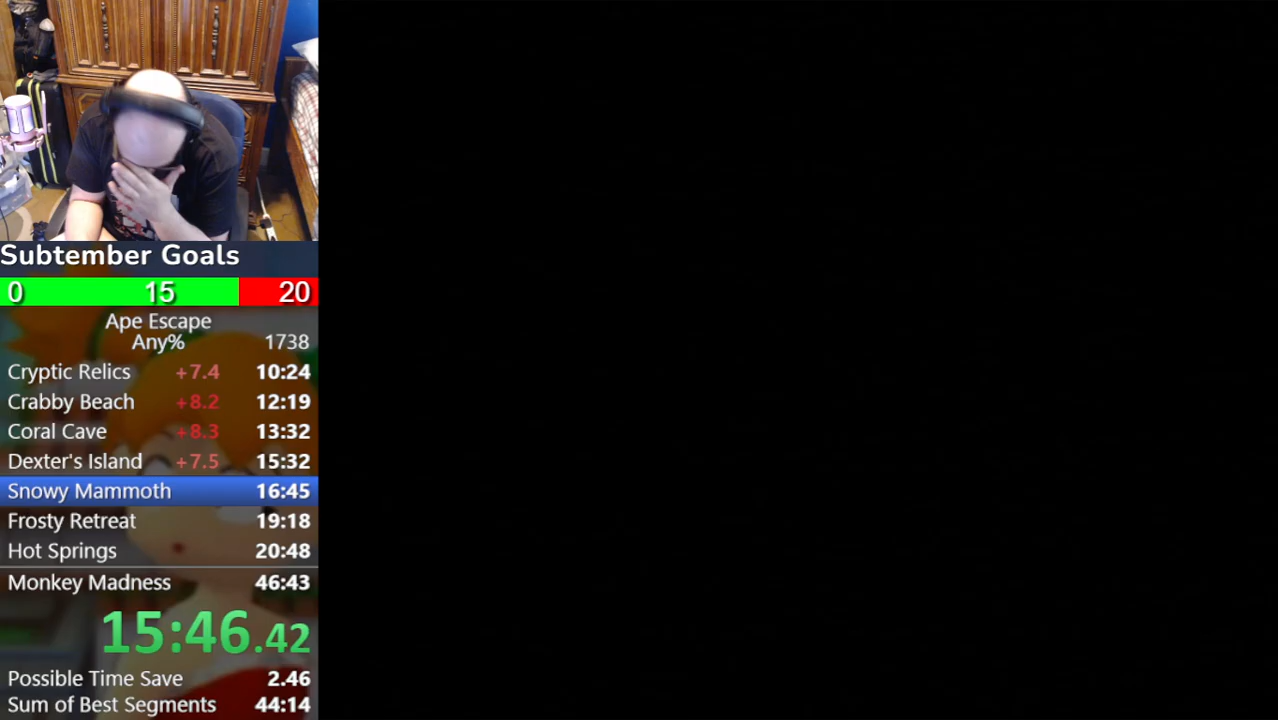 Subtember Goals
0 15 20
Ape Escape
Any% 1738
Cryptic Relics +7.4 10:24
Crabby Beach +8.2 12:19
Coral Cave +8.3 13:32
Dexter's Island +7.5 15:32
Snowy Mammoth 16:45
Frosty Retreat 19:18
Hot Springs 20:48
Monkey Madness 46:43
15:46.42
Possible Time Save 2.46
Sum of Best Segments 44:14